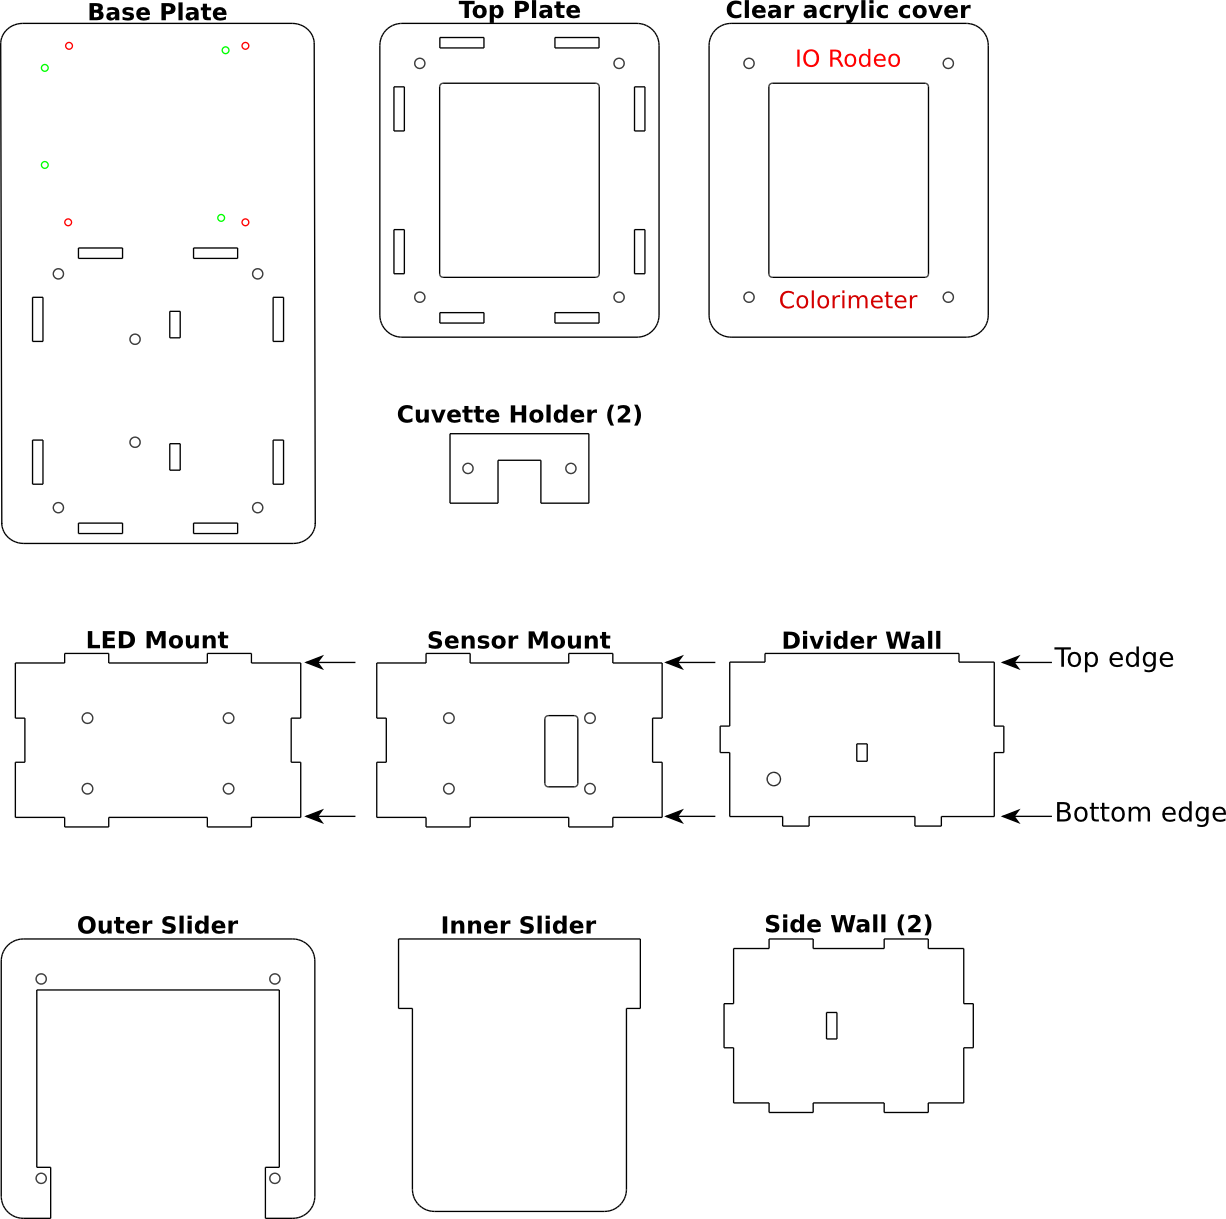 Base Plate
Top Plate
Clear acrylic cover
IO Rodeo
Colorimeter
Cuvette Holder (2)
LED Mount
Sensor Mount
Divider Wall
Top edge
Bottom edge
Outer Slider
Inner Slider
Side Wall (2)